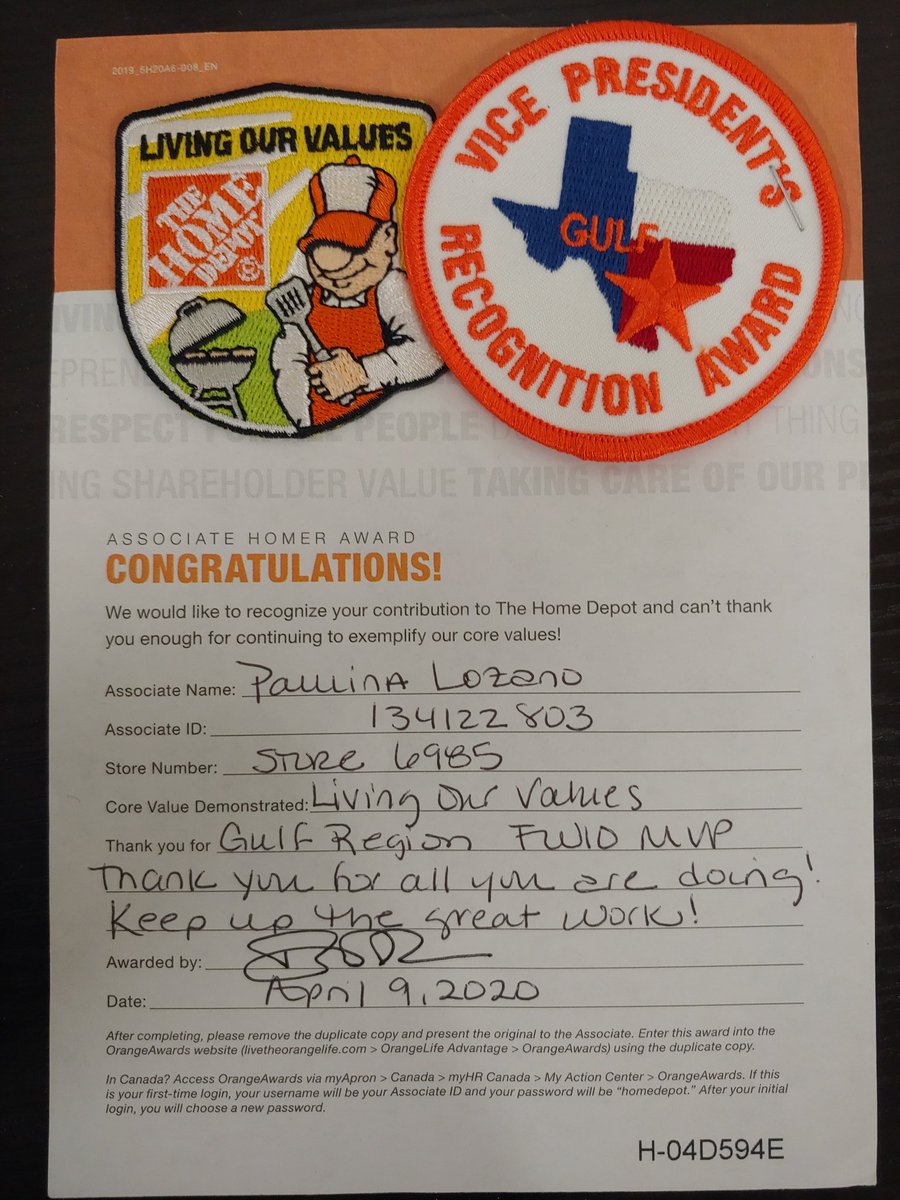 2019_SH20A6-B08_EN
LIVING OUR VALUES
THE
HOME
DEPOT
VICE PRESIDENT'S
GULF
RECOGNITION AWARD
RESPECT PEOPLE THING
ING SHAREHOLDER VALUE TAKING CARE OF OUR PE
ASSOCIATE HOMER AWARD
CONGRATULATIONS!
We would like to recognize your contribution to The Home Depot and can't thank
you enough for continuing to exemplify our core values!
Associate Name: Paulina Lozano
Associate ID: 134122803
Store Number: Store 6985
Core Value Demonstrated: Living Our Values
Thank you for Gulf Region FW10 MVP
Thank you for all you are doing!
Keep up the great work!
Awarded by:
Date: April 9, 2020
After completing, please remove the duplicate copy and present the original to the Associate. Enter this award into the
OrangeAwards website (livetheorangelife.com > OrangeLife Advantage > OrangeAwards) using the duplicate copy.
In Canada? Access OrangeAwards via myApron > Canada > myHR Canada > My Action Center > OrangeAwards. If this
is your first-time login, your username will be your Associate ID and your password will be "homedepot." After your initial
login, you will choose a new password.
H-04D594E